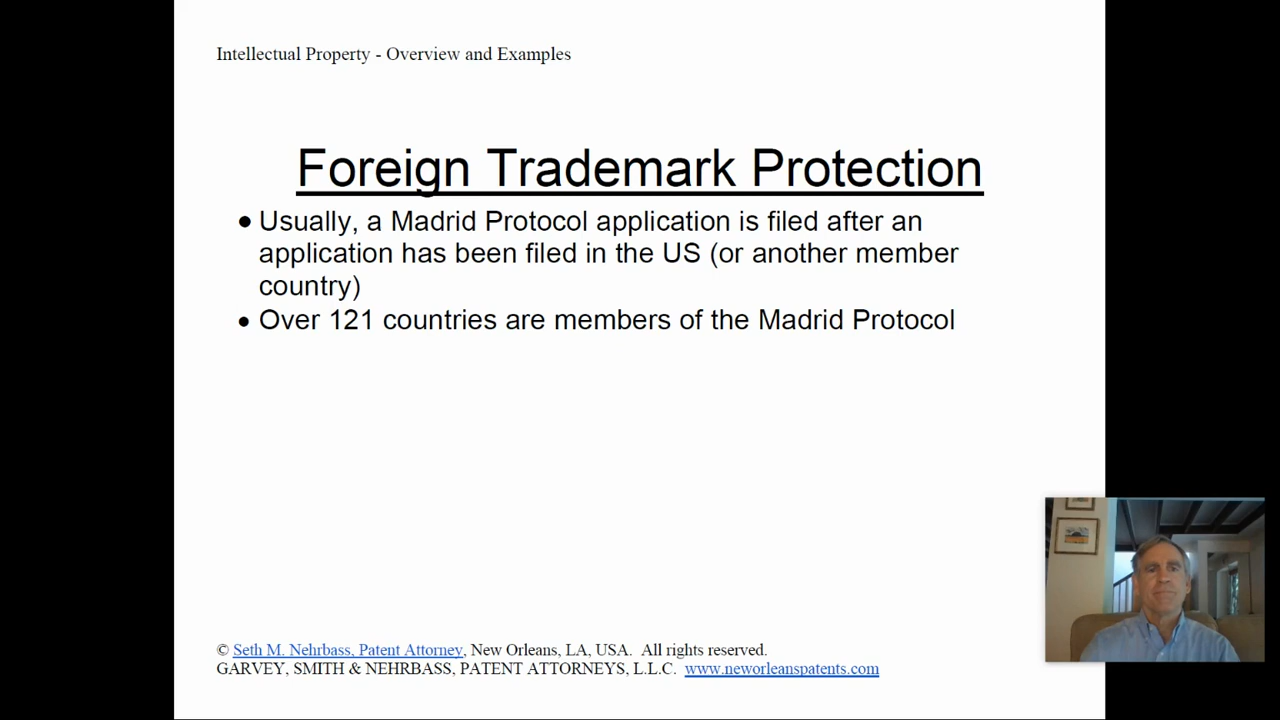 Intellectual Property - Overview and Examples
Foreign Trademark Protection
● Usually, a Madrid Protocol application is filed after an
application has been filed in the US (or another member
country)
● Over 121 countries are members of the Madrid Protocol
© Seth M. Nehrbass, Patent Attorney, New Orleans, LA, USA. All rights reserved.
GARVEY, SMITH & NEHRBASS, PATENT ATTORNEYS, L.L.C. www.neworleanspatents.com